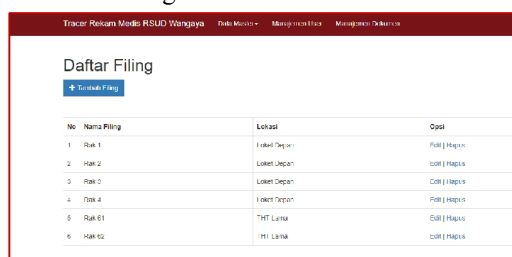 Tracer Rekam Medis RSUD Wangaya Data Master Manajemen User Manajemen Dokumen
Daftar Filing
+ Tambah Filing
No Nama Filing Lokasi Opsi
1 Rak 1 Loket Depan Edit | Hapus
2 Rak 2 Loket Depan Edit | Hapus
3 Rak 3 Loket Depan Edit | Hapus
4 Rak 4 Loket Depan Edit | Hapus
5 Rak 61 THT Lama Edit | Hapus
6 Rak 62 THT Lama Edit | Hapus